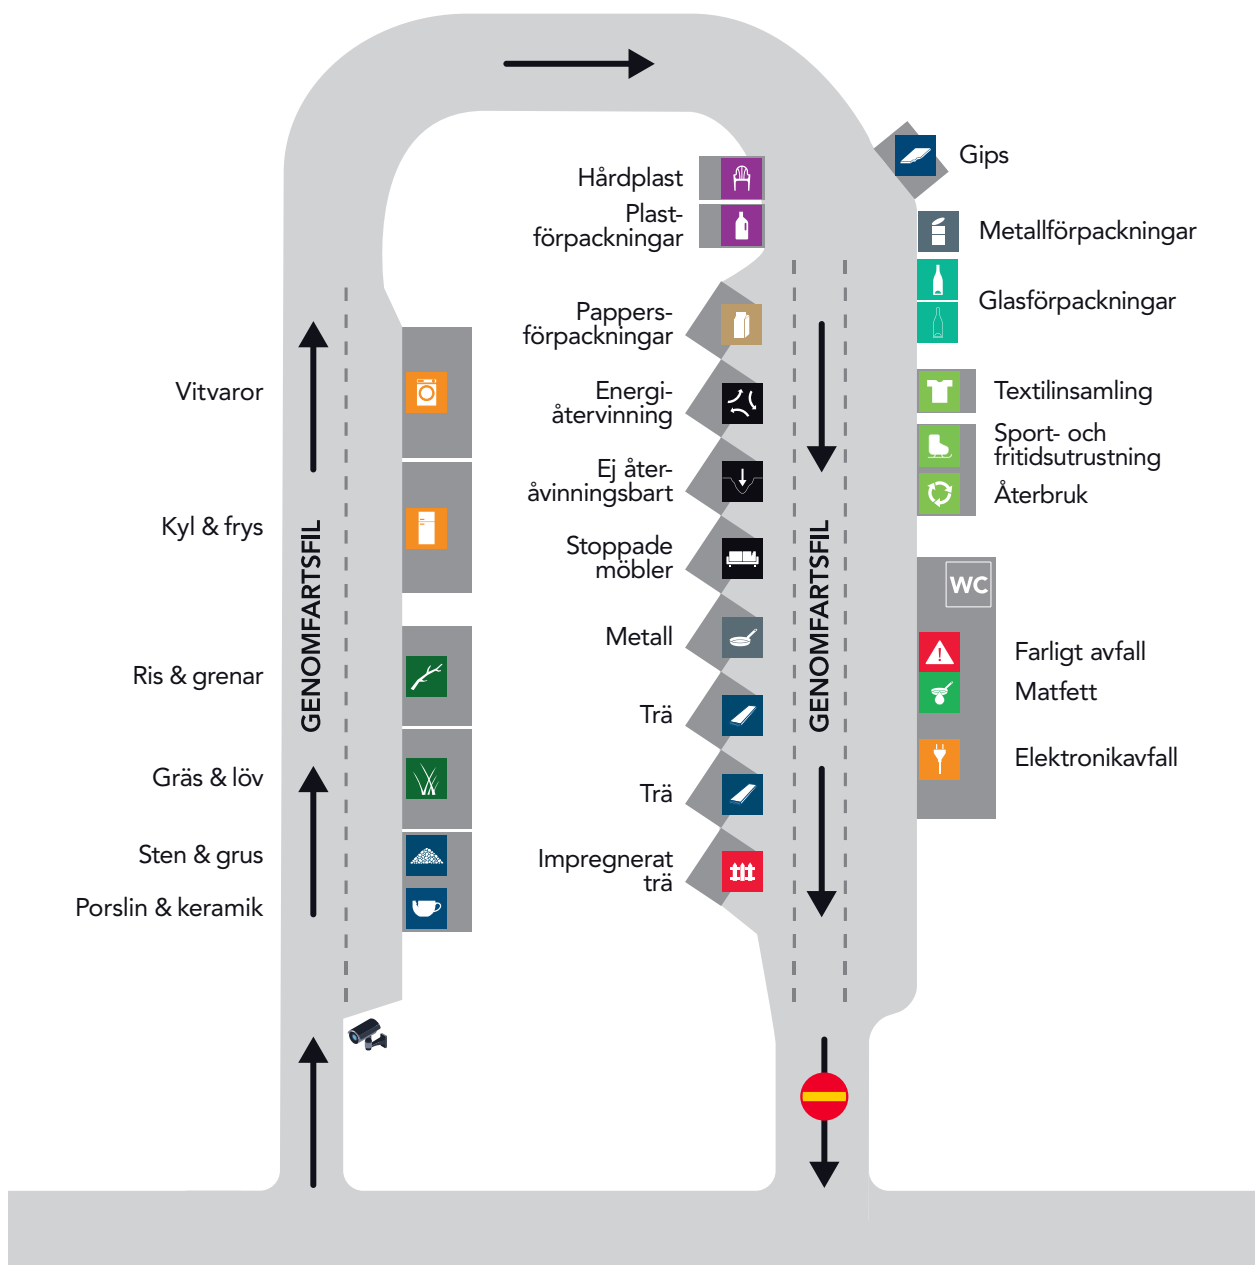 Gips
Hårdplast
Plast-
förpackningar
Metallförpackningar
Glasförpackningar
Pappers-
förpackningar
Vitvaror
Energi-
återvinning
Textilinsamling
Sport- och
fritidsutrustning
Ej åter-
åvinningsbart
Återbruk
Kyl & frys
Stoppade
möbler
WC
GENOMFARTSFIL
GENOMFARTSFIL
Metall
Farligt avfall
Ris & grenar
Matfett
Trä
Elektronikavfall
Gräs & löv
Trä
Sten & grus
Impregnerat
trä
Porslin & keramik